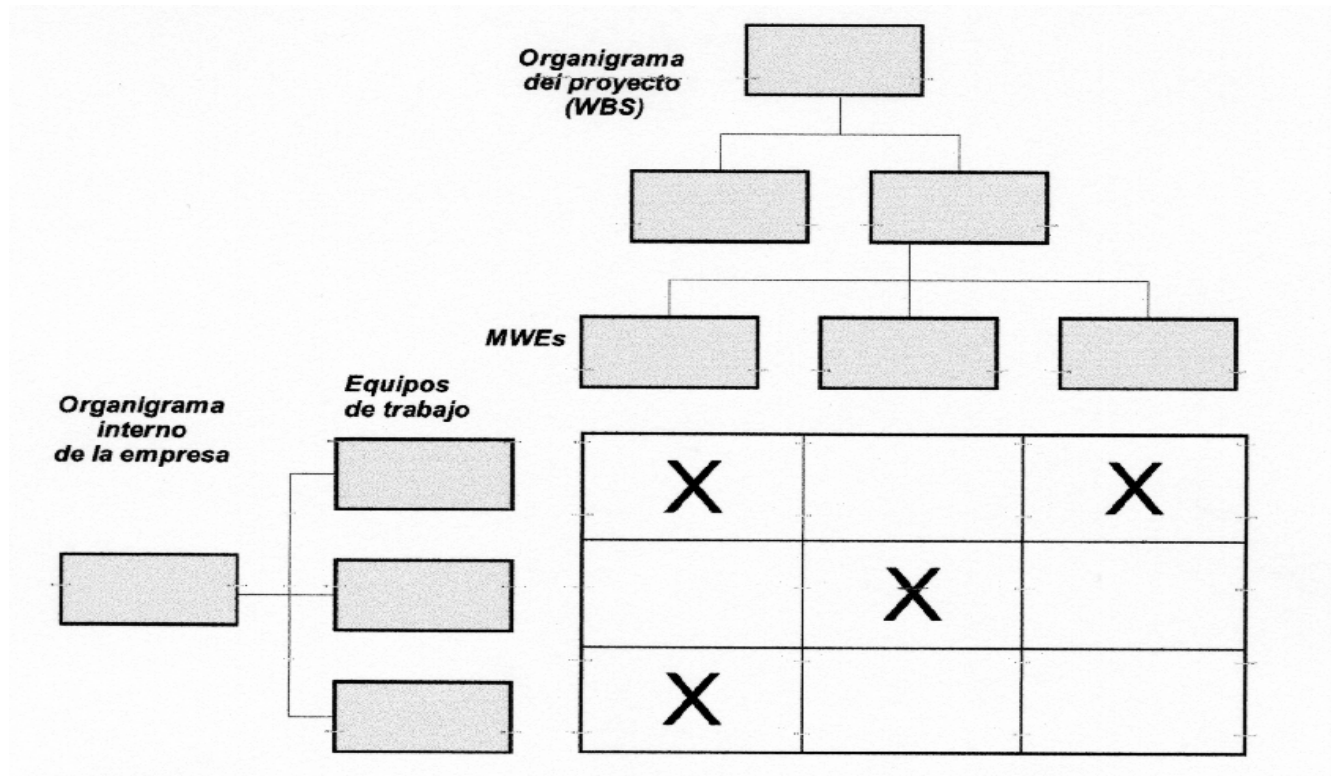 Organigrama
del proyecto
(WBS)
MWEs
Equipos
de trabajo
Organigrama
interno
de la empresa
X
X
X
X